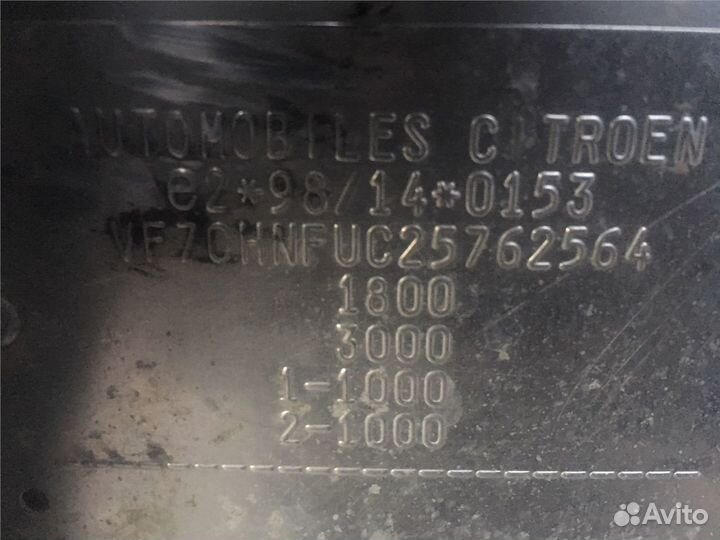 AUTOMOBILES CITROEN
e2*98/14*0153
VF7CHNFUC25762564
1800
3000
1-1000
2-1000
Avito